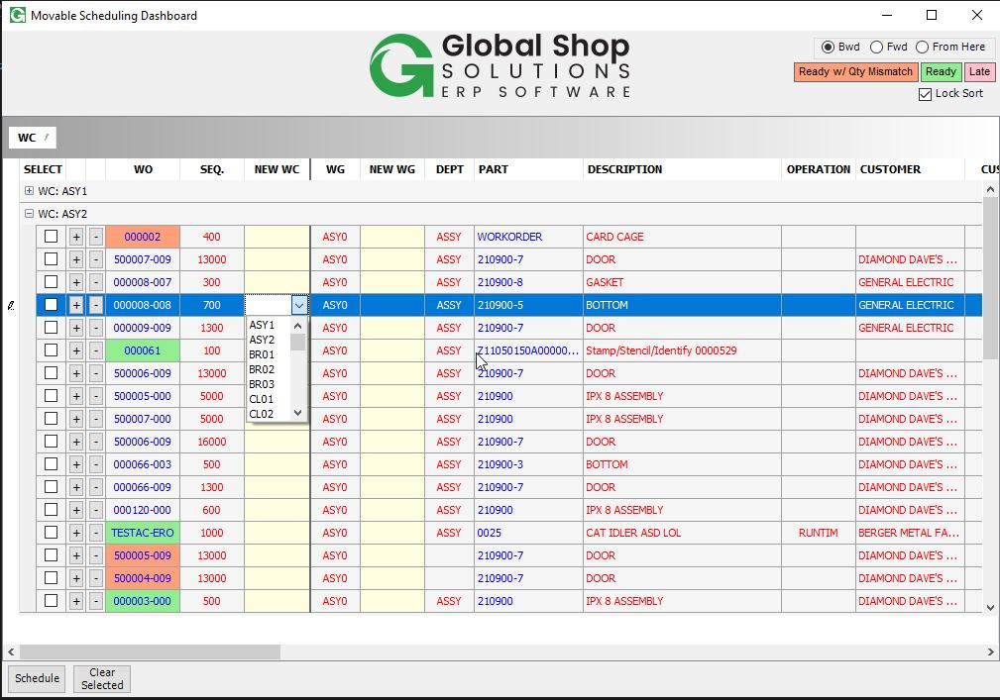 Movable Scheduling Dashboard
Global Shop
SOLUTIONS
ERP SOFTWARE
Bwd Fwd From Here
Ready w/ Qty Mismatch Ready Late
Lock Sort
WC
SELECT WO SEQ. NEW WC WG NEW WG DEPT PART DESCRIPTION OPERATION CUSTOMER CUS
WC: ASY1
WC: ASY2
+ - 000002 400 ASY0 ASSY WORKORDER CARD CAGE
+ - 500007-009 13000 ASY0 ASSY 210900-7 DOOR DIAMOND DAVE'S ...
+ - 000008-007 300 ASY0 ASSY 210900-8 GASKET GENERAL ELECTRIC
+ - 000008-008 700 ASY0 ASSY 210900-5 BOTTOM GENERAL ELECTRIC
+ - 000009-009 1300 ASY0 ASSY 210900-7 DOOR GENERAL ELECTRIC
+ - 000061 100 ASY0 ASSY Z11050150A00000... Stamp/Stencil/Identify 0000529
+ - 500006-009 13000 ASY0 ASSY 210900-7 DOOR DIAMOND DAVE'S ...
+ - 500005-000 5000 ASY0 ASSY 210900 IPX 8 ASSEMBLY DIAMOND DAVE'S ...
+ - 500007-000 5000 ASY0 ASSY 210900 IPX 8 ASSEMBLY DIAMOND DAVE'S ...
+ - 500006-009 16000 ASY0 ASSY 210900-7 DOOR DIAMOND DAVE'S ...
+ - 000066-003 500 ASY0 ASSY 210900-3 BOTTOM DIAMOND DAVE'S ...
+ - 000066-009 1300 ASY0 ASSY 210900-7 DOOR DIAMOND DAVE'S ...
+ - 000120-000 600 ASY0 ASSY 210900 IPX 8 ASSEMBLY DIAMOND DAVE'S ...
+ - TESTAC-ERO 1000 ASY0 ASSY 0025 CAT IDLER ASD LOL RUNTIM BERGER METAL FA...
+ - 500005-009 13000 ASY0 210900-7 DOOR DIAMOND DAVE'S ...
+ - 500004-009 13000 ASY0 210900-7 DOOR DIAMOND DAVE'S ...
+ - 000003-000 500 ASY0 ASSY 210900 IPX 8 ASSEMBLY DIAMOND DAVE'S ...
ASY1
ASY2
BR01
BR02
BR03
CL01
CL02
Schedule
Clear
Selected